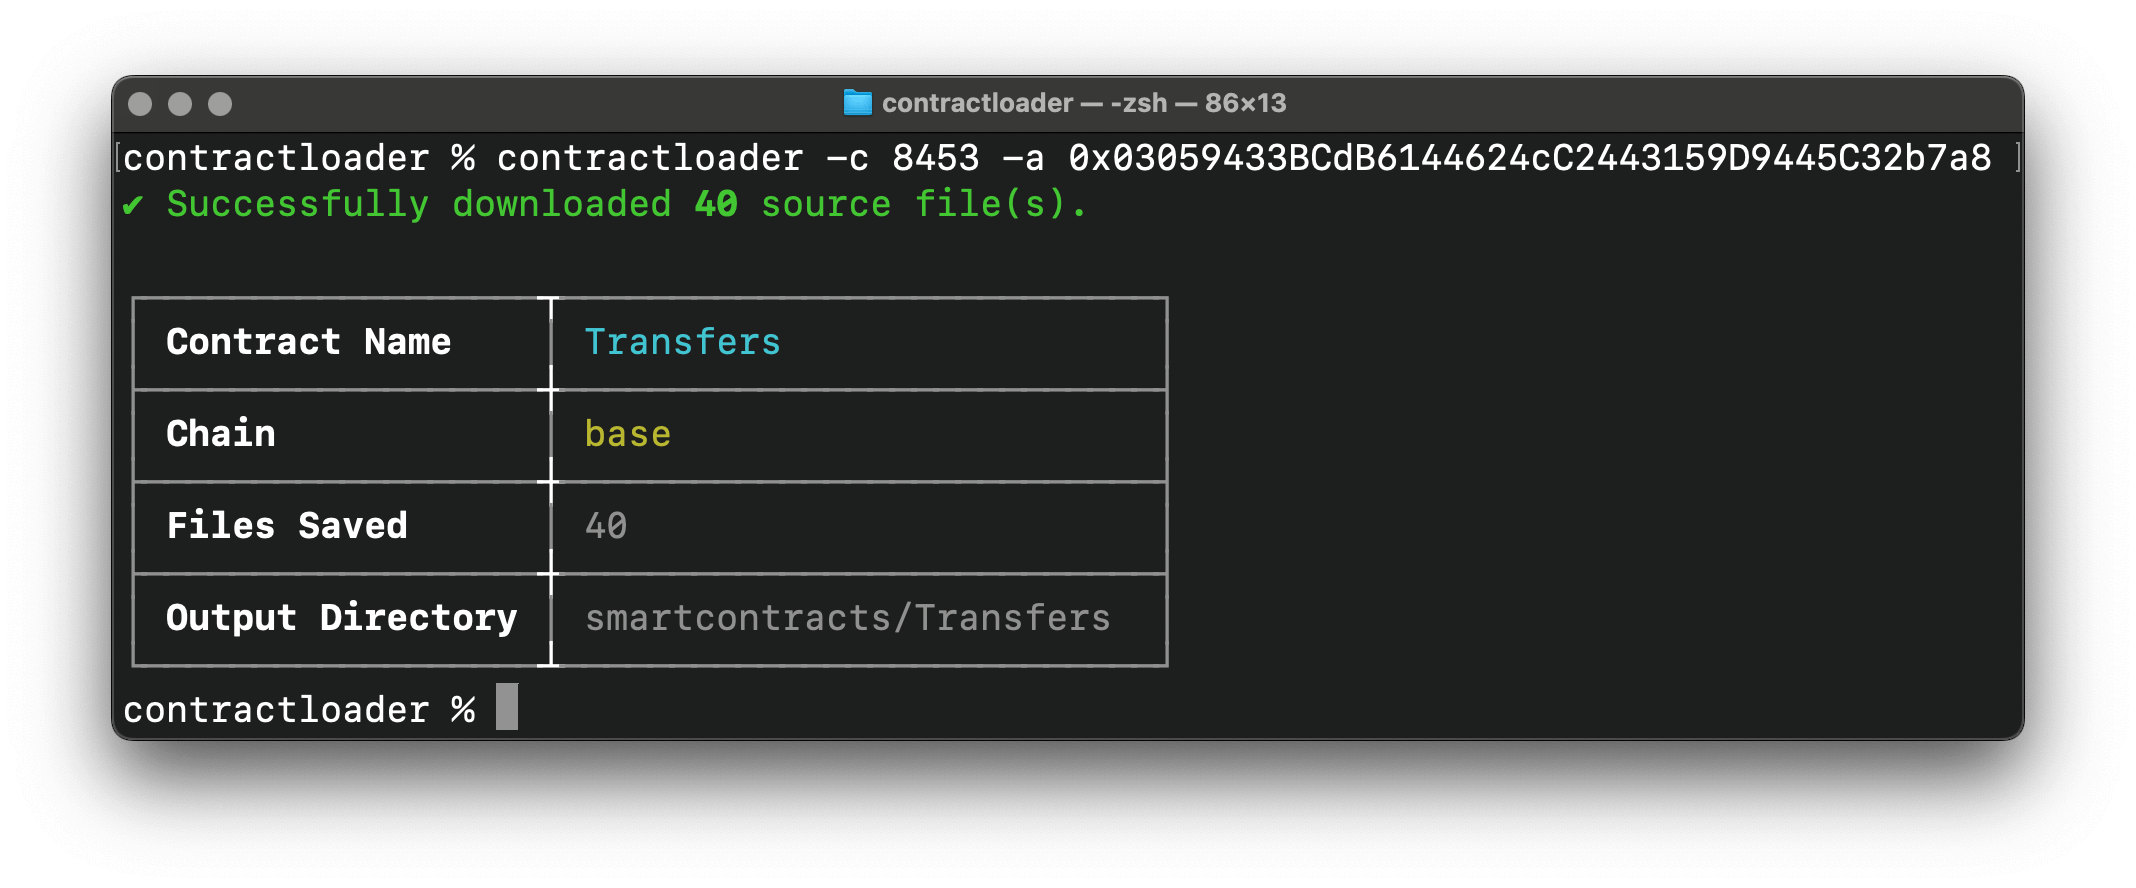 contractloader — -zsh — 86×13
contractloader % contractloader -c 8453 -a 0x03059433BCdB6144624cC2443159D9445C32b7a8
✔ Successfully downloaded 40 source file(s).
Contract Name Transfers
Chain base
Files Saved 40
Output Directory smartcontracts/Transfers
contractloader %